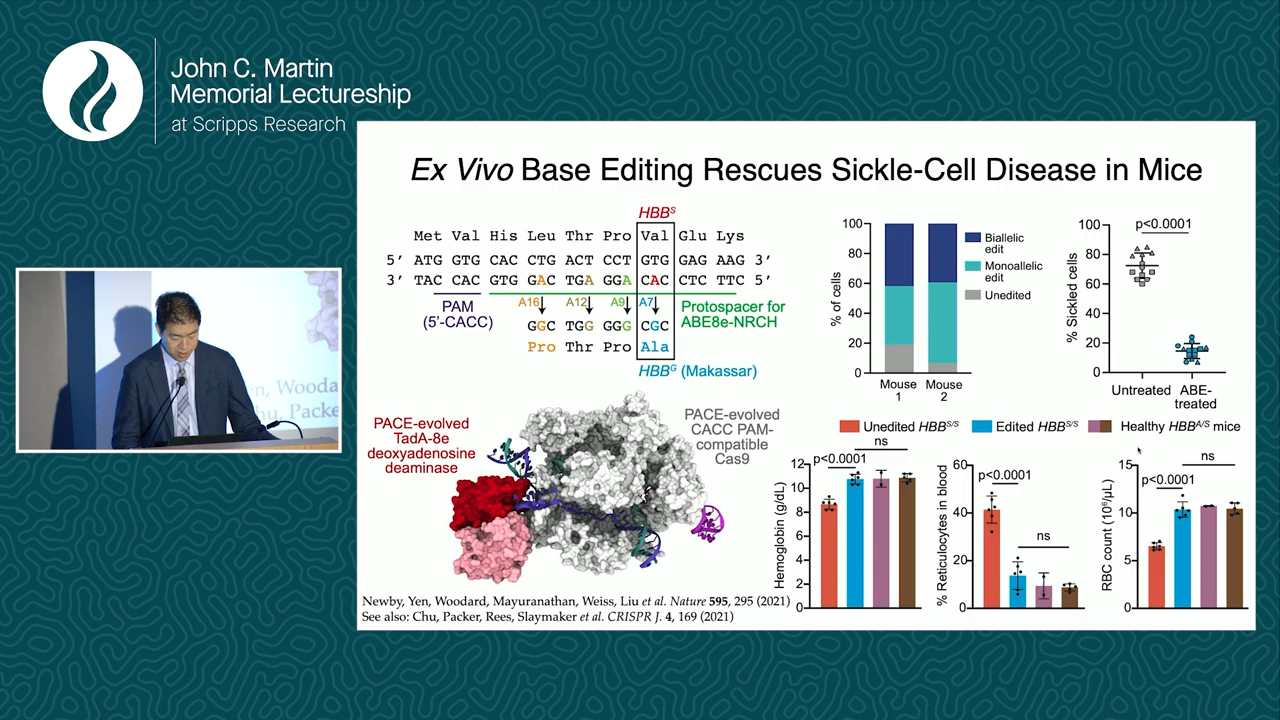 John C. Martin
Memorial Lectureship
at Scripps Research
Ex Vivo Base Editing Rescues Sickle-Cell Disease in Mice
HBBS
Met Val His Leu Thr Pro Val Glu Lys
5' ATG GTG CAC CTG ACT CCT GTG GAG AAG 3'
3' TAC CAC GTG GAC TGA GGA CAC CTC TTC 5'
PAM
(5'-CACC)
A16 A12 A9 A7
Protospacer for
ABE8e-NRCH
GGC TGG GGG CGC
Pro Thr Pro Ala
HBBG (Makassar)
PACE-evolved
TadA-8e
deoxyadenosine
deaminase
PACE-evolved
CACC PAM-
compatible
Cas9
% of cells
100
80
60
40
20
0
Mouse
1
Mouse
2
Biallelic
edit
Monoallelic
edit
Unedited
% Sickled cells
100
80
60
40
20
0
p<0.0001
Untreated
ABE-
treated
Unedited HBBS/S
Edited HBBS/S
Healthy HBBA/S mice
Hemoglobin (g/dL)
12
10
8
6
4
2
0
p<0.0001
ns
% Reticulocytes in blood
60
40
20
0
p<0.0001
ns
RBC count (10⁶/μL)
15
10
5
0
p<0.0001
ns
Newby, Yen, Woodard, Mayuranathan, Weiss, Liu et al. Nature 595, 295 (2021)
See also: Chu, Packer, Rees, Slaymaker et al. CRISPR J. 4, 169 (2021)
en, Wooda
hu, Packe